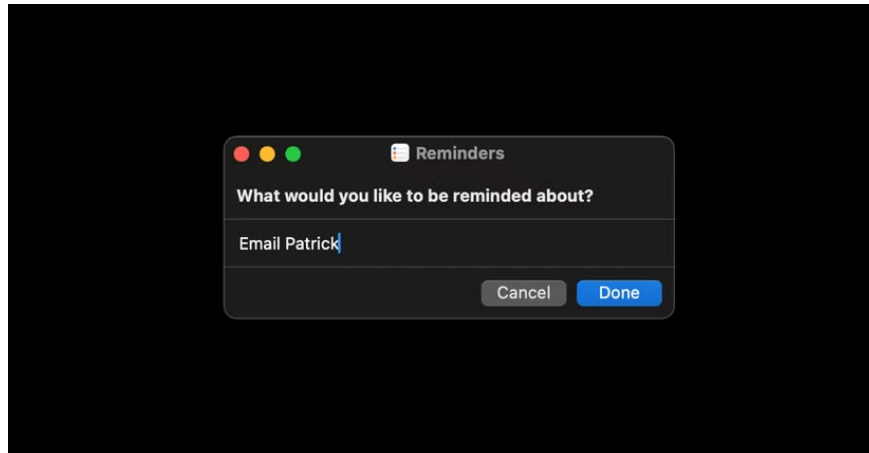 Reminders
What would you like to be reminded about?
Email Patrick
Cancel Done